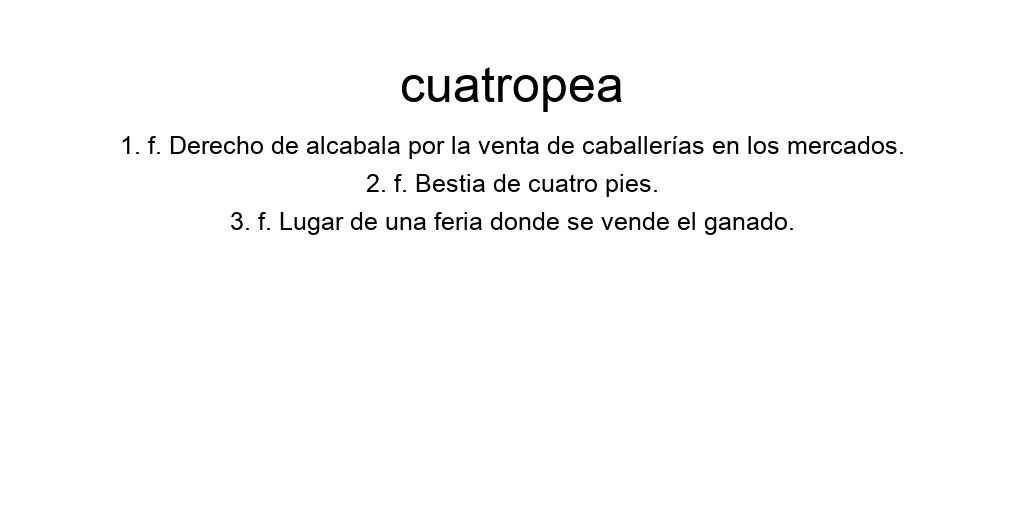 cuatropea
1. f. Derecho de alcabala por la venta de caballerías en los mercados.
2. f. Bestia de cuatro pies.
3. f. Lugar de una feria donde se vende el ganado.